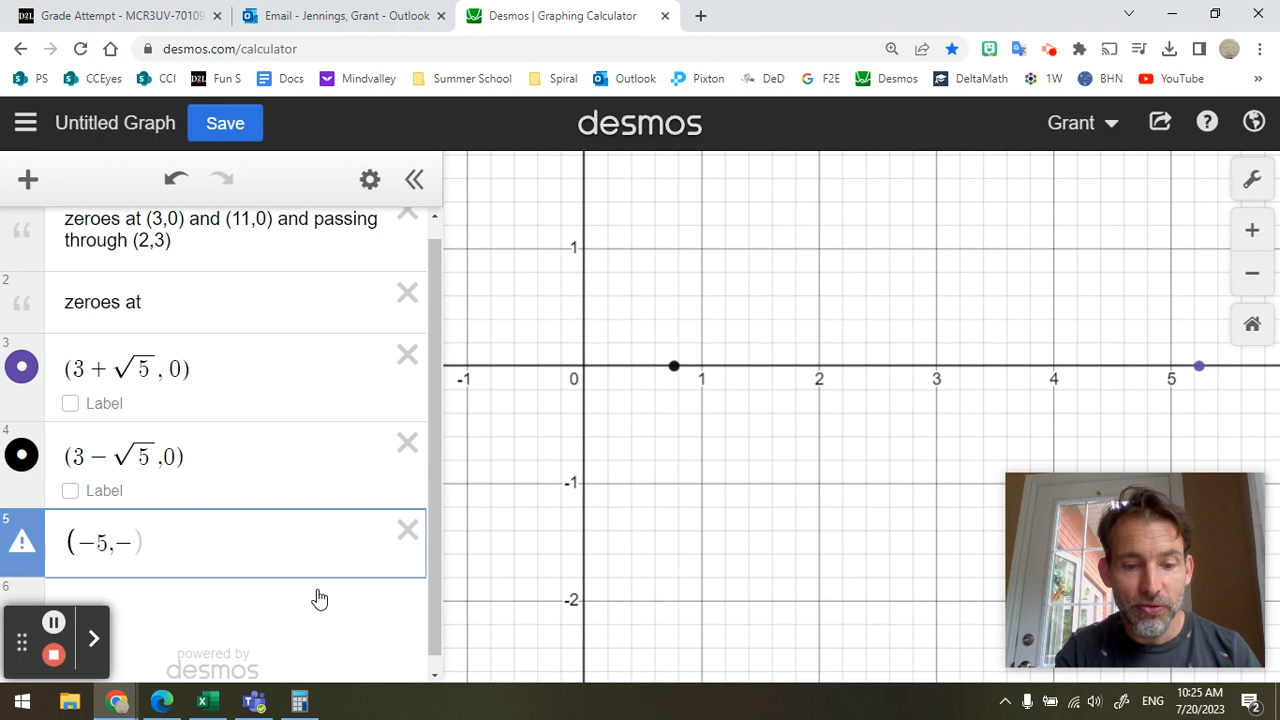 Grade Attempt - MCR3UV-7010
Email - Jennings, Grant - Outlook
Desmos | Graphing Calculator
desmos.com/calculator
PS
CCEyes
CCI
Fun S
Docs
Mindvalley
Summer School
Spiral
Outlook
Pixton
DeD
F2E
Desmos
DeltaMath
1W
BHN
YouTube
»
Untitled Graph
Save
desmos
Grant
zeroes at (3,0) and (11,0) and passing
through (2,3)
2
zeroes at
3
(3 + √5 , 0)
Label
4
(3 − √5 ,0)
Label
5
(−5,−)
6
powered by
desmos
1
-1
0
1
2
3
4
5
-1
-2
ENG
10:25 AM
7/20/2023
2